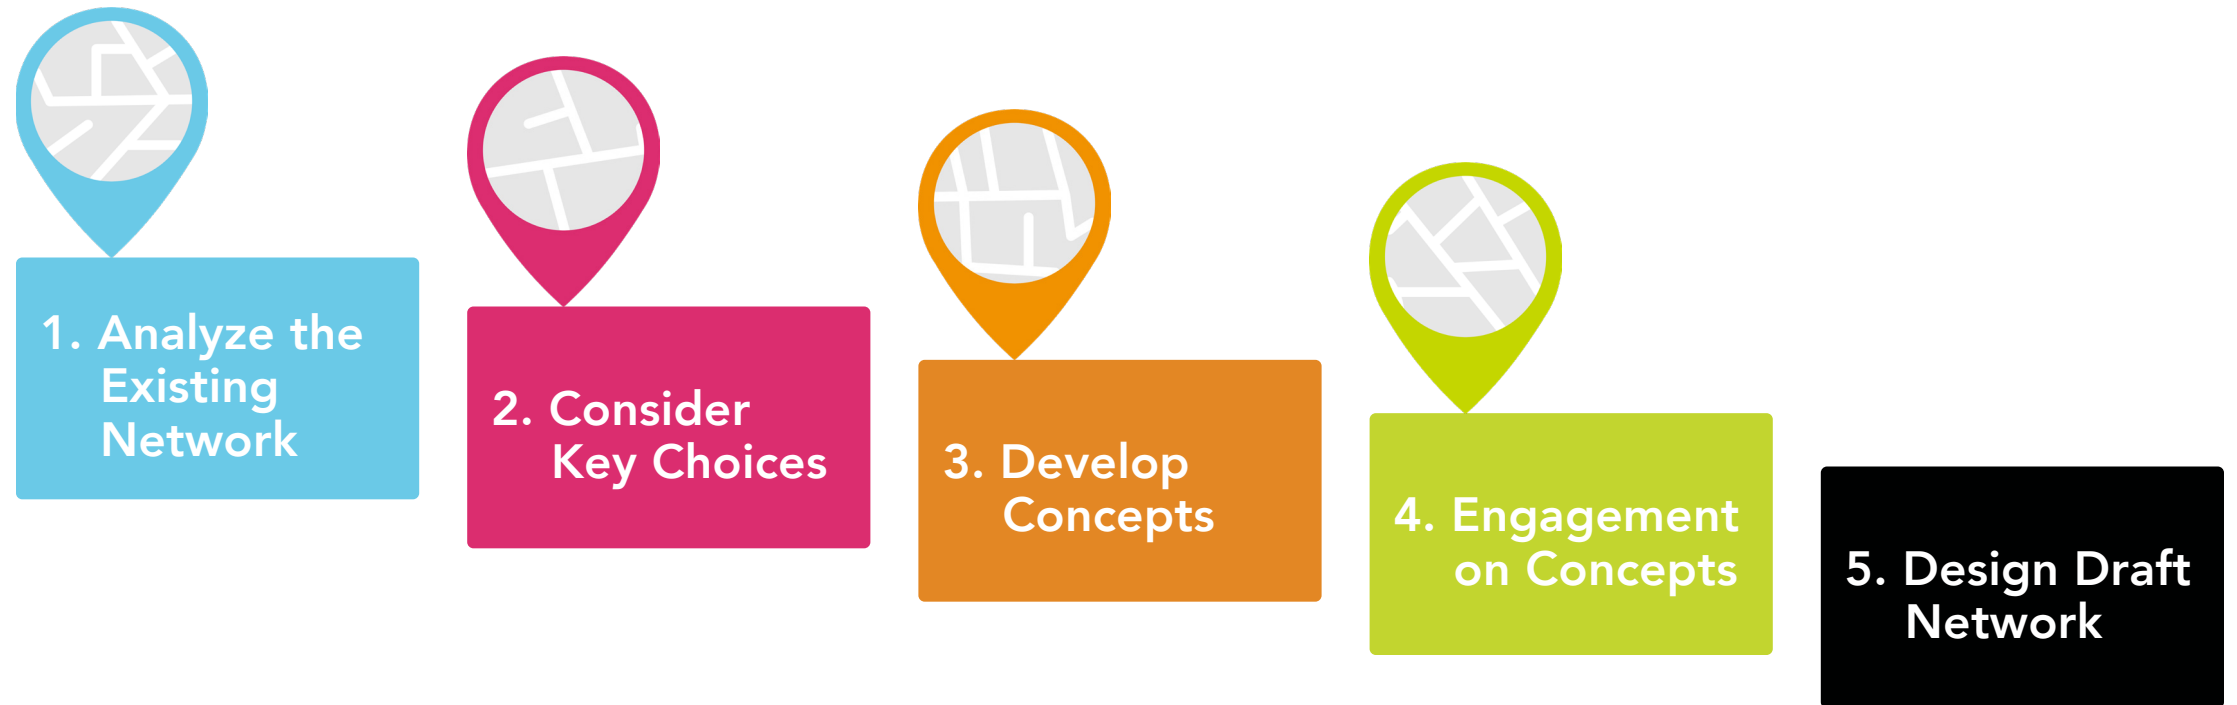 1. Analyze the
Existing
Network
2. Consider
Key Choices
3. Develop
Concepts
4. Engagement
on Concepts
5. Design Draft
Network